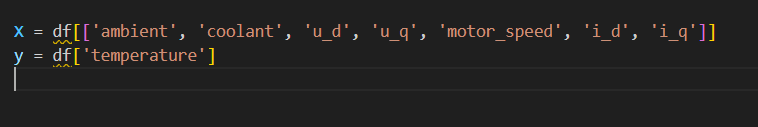 X = df[['ambient', 'coolant', 'u_d', 'u_q', 'motor_speed', 'i_d', 'i_q']]
y = df['temperature']